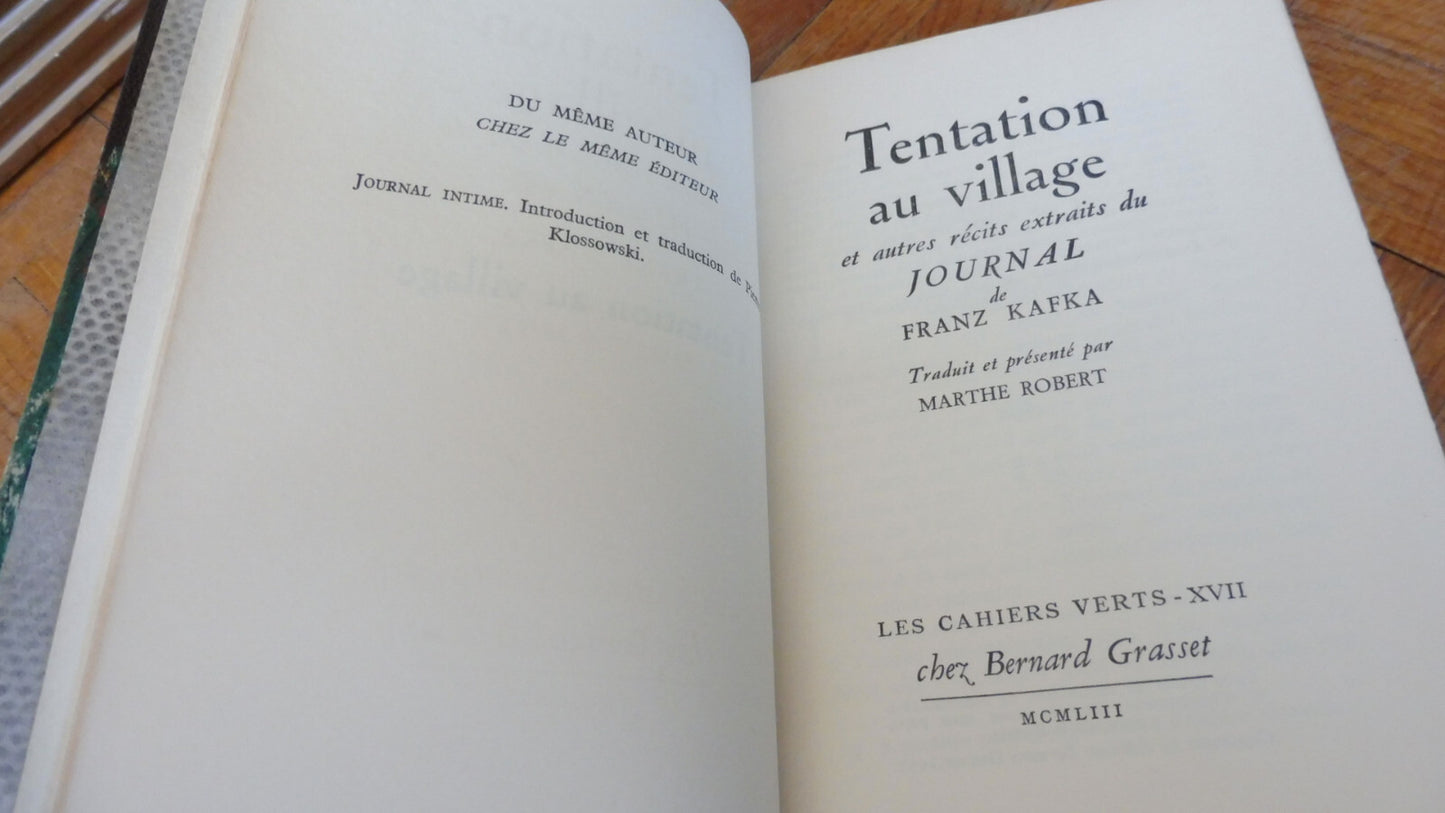 DU MÊME AUTEUR
CHEZ LE MÊME ÉDITEUR
JOURNAL INTIME. Introduction et traduction de
Klossowski.
Tentation
au village
et autres récits extraits du
JOURNAL
de
FRANZ KAFKA
Traduit et présenté par
MARTHE ROBERT
LES CAHIERS VERTS - XVII
chez Bernard Grasset
MCMLIII